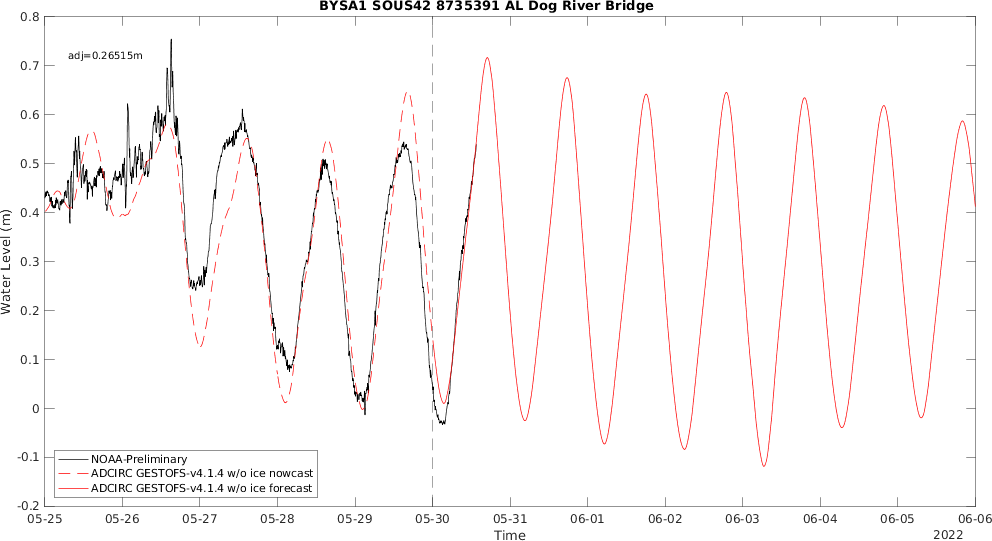 BYSA1 SOUS42 8735391 AL Dog River Bridge
adj=0.26515m
Water Level (m)
0.8
0.7
0.6
0.5
0.4
0.3
0.2
0.1
0
-0.1
-0.2
NOAA-Preliminary
ADCIRC GESTOFS-v4.1.4 w/o ice nowcast
ADCIRC GESTOFS-v4.1.4 w/o ice forecast
05-25 05-26 05-27 05-28 05-29 05-30 05-31 06-01 06-02 06-03 06-04 06-05 06-06
Time
2022